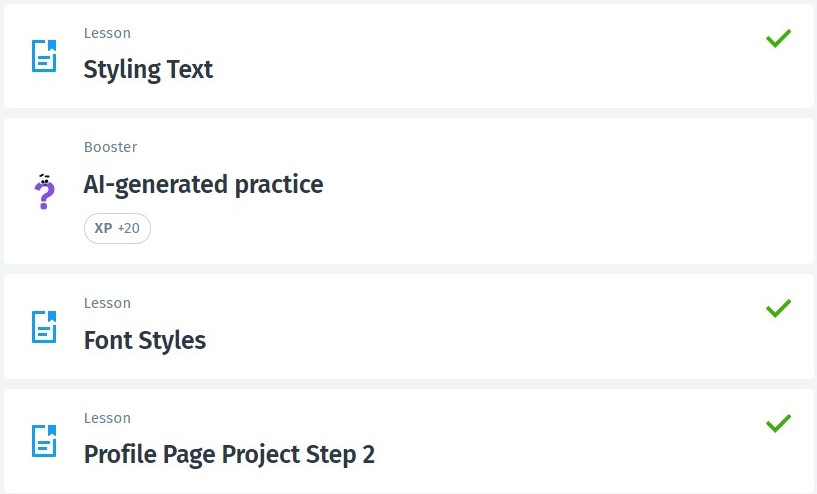 Lesson
Styling Text
Booster
AI-generated practice
XP +20
Lesson
Font Styles
Lesson
Profile Page Project Step 2